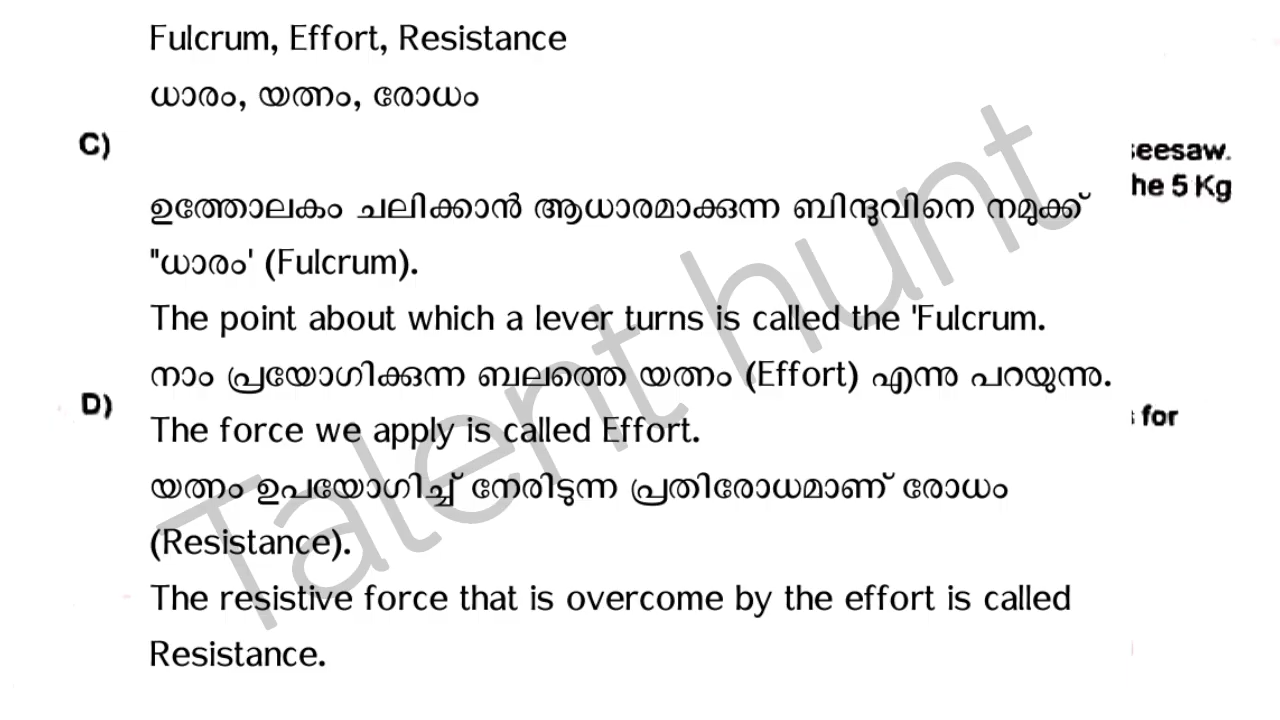 Fulcrum, Effort, Resistance
ധാരം, യത്നം, രോധം
C)
seesaw.
ഉത്തോലകം ചലിക്കാൻ ആധാരമാക്കുന്ന ബിന്ദുവിനെ നമുക്ക്
he 5 Kg
"ധാരം' (Fulcrum).
The point about which a lever turns is called the 'Fulcrum.
നാം പ്രയോഗിക്കുന്ന ബലത്തെ യത്നം (Effort) എന്നു പറയുന്നു.
D)
for
The force we apply is called Effort.
യത്നം ഉപയോഗിച്ച് നേരിടുന്ന പ്രതിരോധമാണ് രോധം
(Resistance).
The resistive force that is overcome by the effort is called
Resistance.
Talent hunt